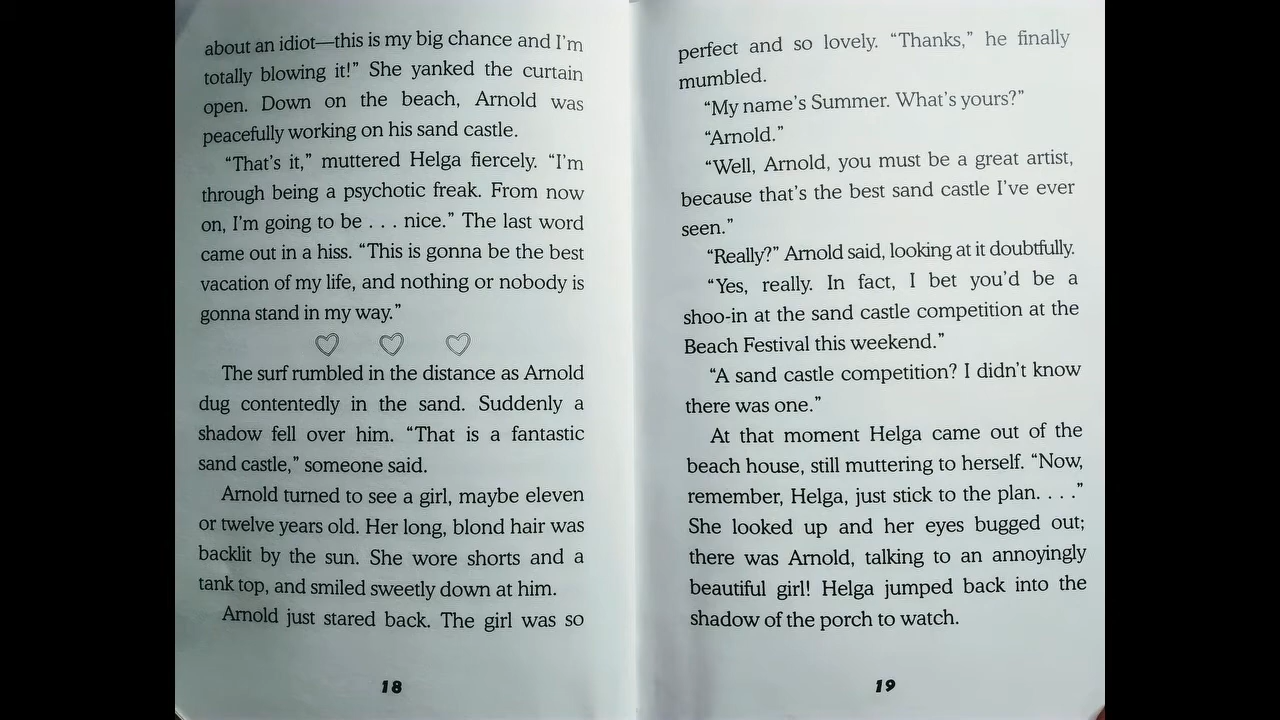 about an idiot—this is my big chance and I'm
totally blowing it!" She yanked the curtain
open. Down on the beach, Arnold was
peacefully working on his sand castle.
"That's it," muttered Helga fiercely. "I'm
through being a psychotic freak. From now
on, I'm going to be . . . nice." The last word
came out in a hiss. "This is gonna be the best
vacation of my life, and nothing or nobody is
gonna stand in my way."
The surf rumbled in the distance as Arnold
dug contentedly in the sand. Suddenly a
shadow fell over him. "That is a fantastic
sand castle," someone said.
Arnold turned to see a girl, maybe eleven
or twelve years old. Her long, blond hair was
backlit by the sun. She wore shorts and a
tank top, and smiled sweetly down at him.
Arnold just stared back. The girl was so
18
perfect and so lovely. "Thanks," he finally
mumbled.
"My name's Summer. What's yours?"
"Arnold."
"Well, Arnold, you must be a great artist,
because that's the best sand castle I've ever
seen."
"Really?" Arnold said, looking at it doubtfully.
"Yes, really. In fact, I bet you'd be a
shoo-in at the sand castle competition at the
Beach Festival this weekend."
"A sand castle competition? I didn't know
there was one."
At that moment Helga came out of the
beach house, still muttering to herself. "Now,
remember, Helga, just stick to the plan. . . ."
She looked up and her eyes bugged out;
there was Arnold, talking to an annoyingly
beautiful girl! Helga jumped back into the
shadow of the porch to watch.
19